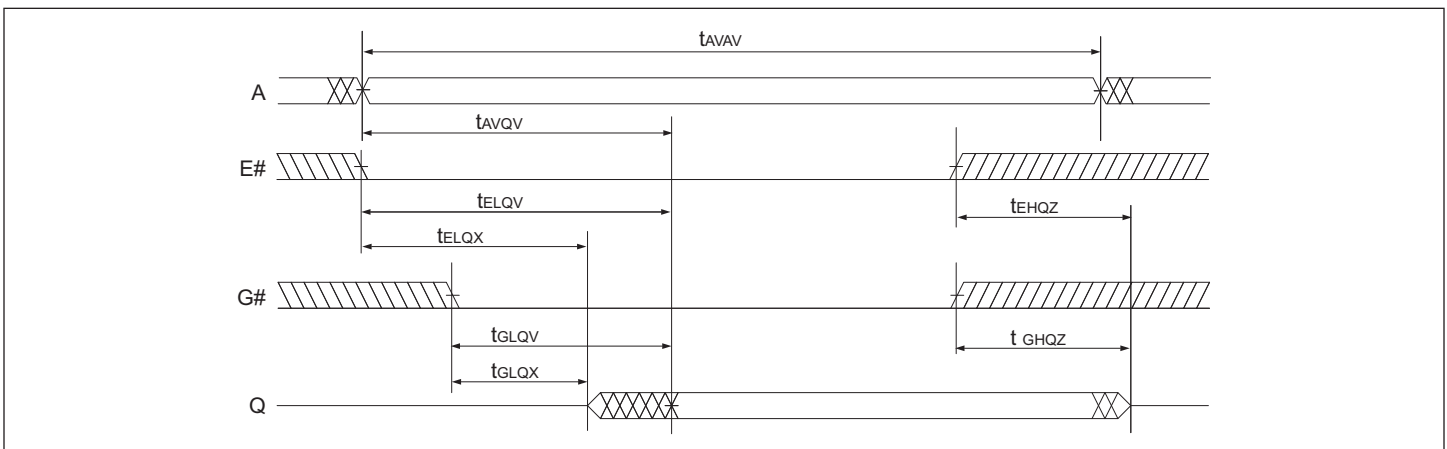 tAVAV
A
tAVQV
E#
tELQV
tEHQZ
tELQX
G#
tGLQV
t GHQZ
tGLQX
Q